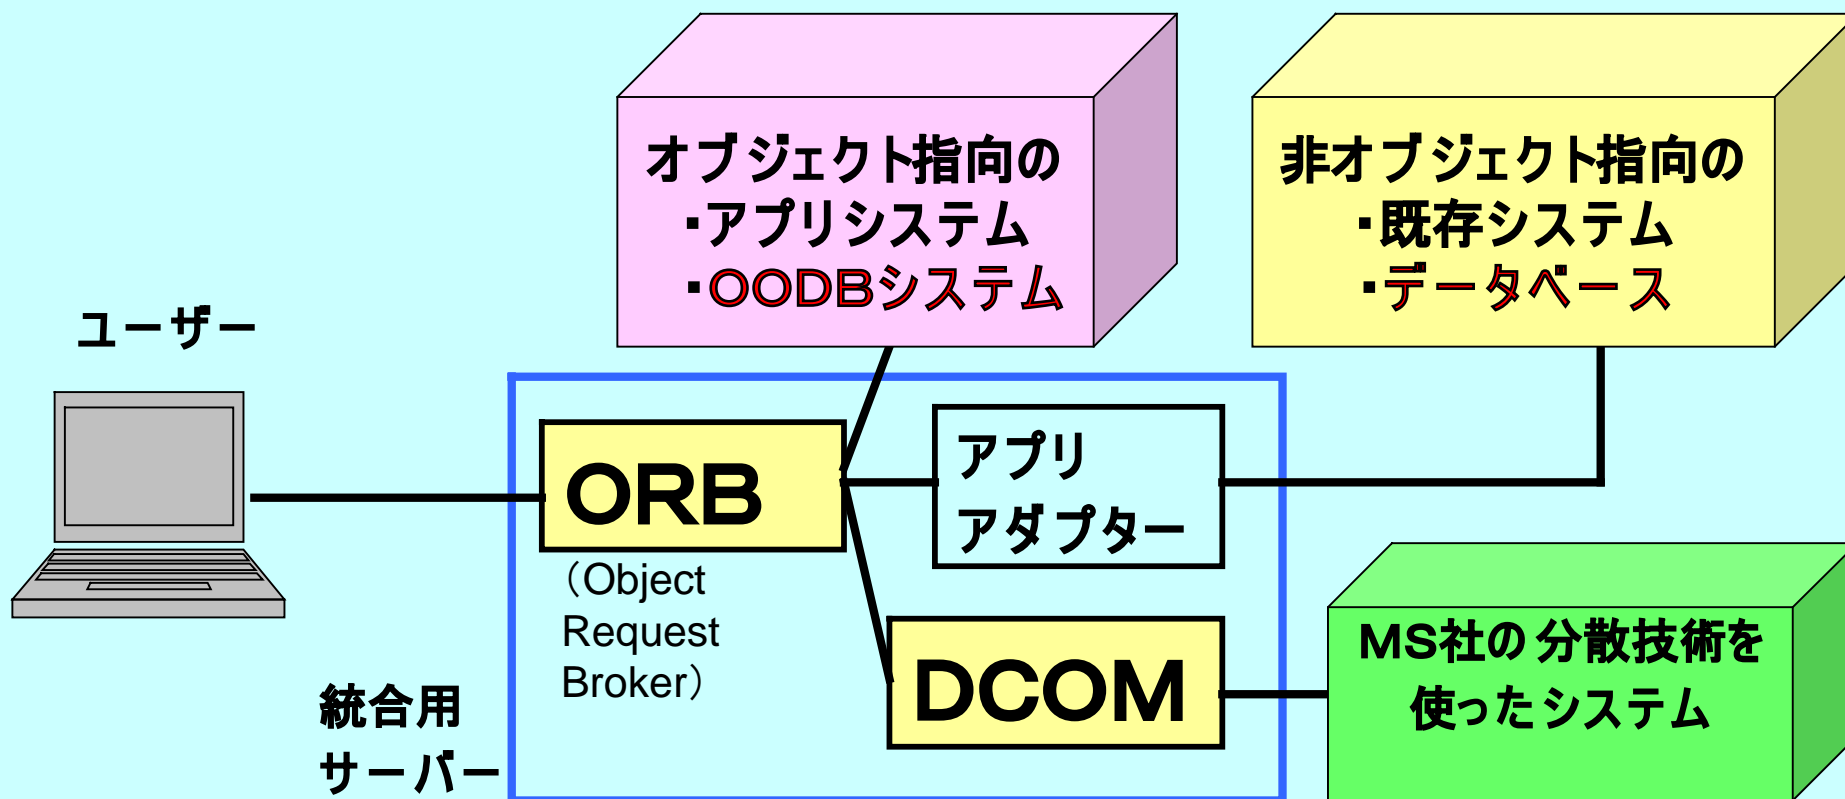 オブジェクト指向の
・アプリシステム
・OODBシステム
非オブジェクト指向の
・既存システム
・データベース
ユーザー
ORB
（Object
Request
Broker）
アプリ
アダプター
DCOM
MS社の分散技術を
使ったシステム
統合用
サーバー